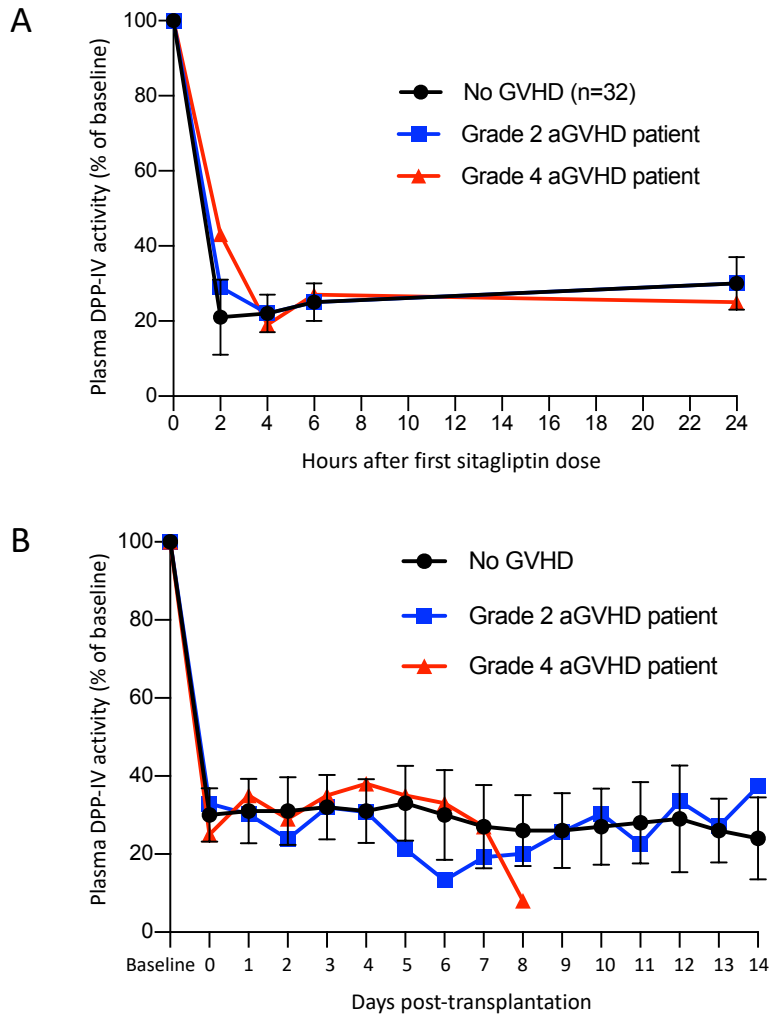 A
Plasma DPP-IV activity (% of baseline)
100
80
60
40
20
0
No GVHD (n=32)
Grade 2 aGVHD patient
Grade 4 aGVHD patient
0 2 4 6 8 10 12 14 16 18 20 22 24
Hours after first sitagliptin dose
B
Plasma DPP-IV activity (% of baseline)
100
80
60
40
20
0
No GVHD
Grade 2 aGVHD patient
Grade 4 aGVHD patient
Baseline 0 1 2 3 4 5 6 7 8 9 10 11 12 13 14
Days post-transplantation